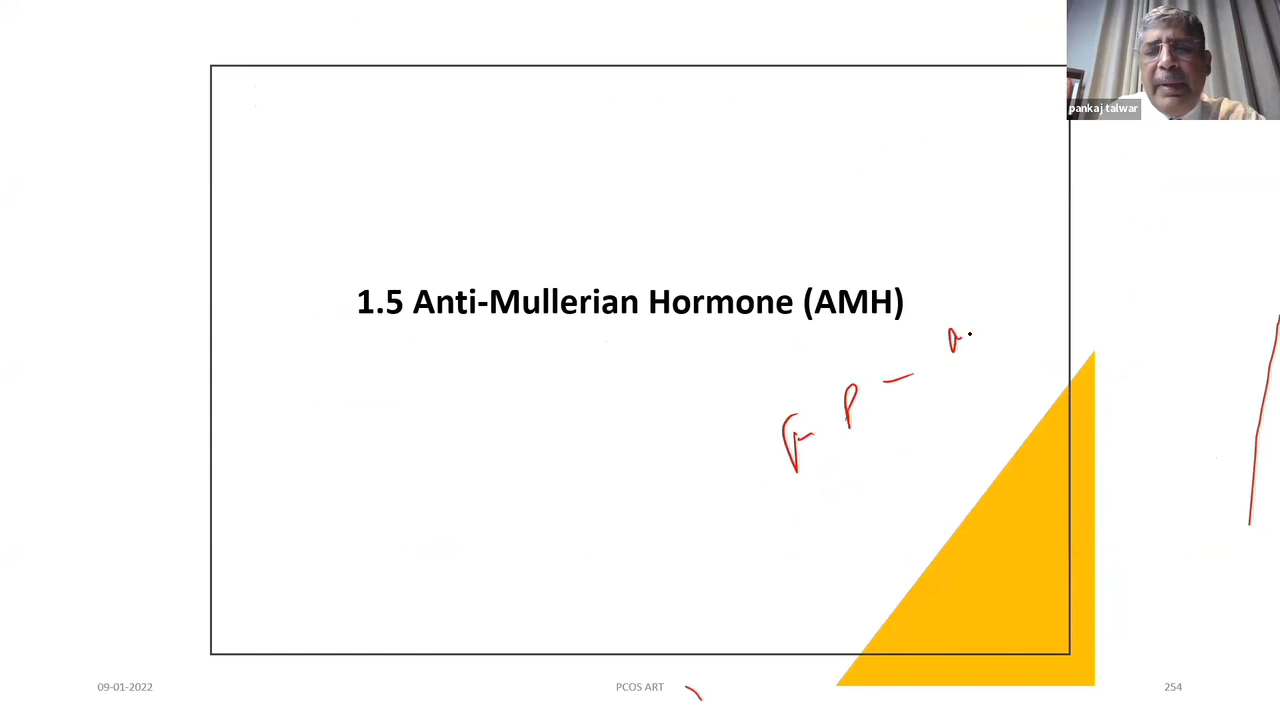 pankaj talwar
1.5 Anti-Mullerian Hormone (AMH)
P -
09-01-2022
PCOS ART
254